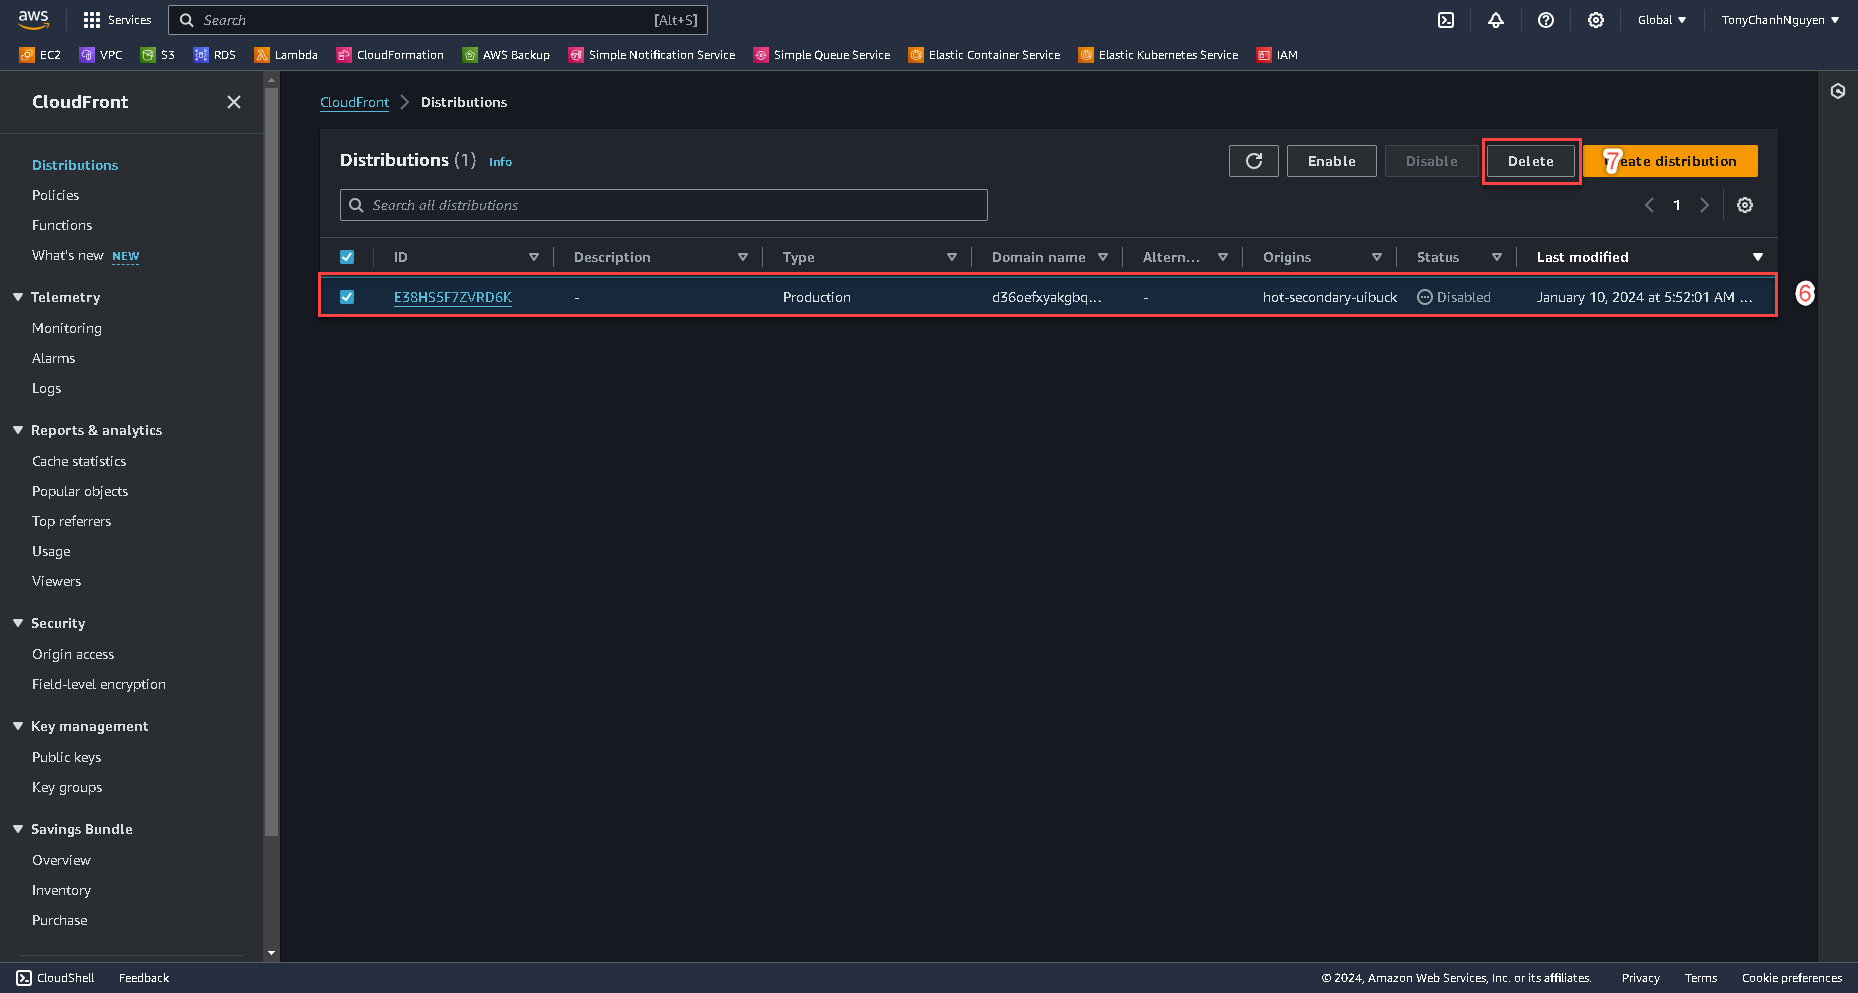 aws
Services
Search
[Alt+S]
Global
TonyChanhNguyen
EC2
VPC
S3
RDS
Lambda
CloudFormation
AWS Backup
Simple Notification Service
Simple Queue Service
Elastic Container Service
Elastic Kubernetes Service
IAM
CloudFront
Distributions
Policies
Functions
What's new NEW
Telemetry
Monitoring
Alarms
Logs
Reports & analytics
Cache statistics
Popular objects
Top referrers
Usage
Viewers
Security
Origin access
Field-level encryption
Key management
Public keys
Key groups
Savings Bundle
Overview
Inventory
Purchase
CloudFront > Distributions
Distributions (1) Info
Enable
Disable
Delete
7
eate distribution
Search all distributions
1
ID
Description
Type
Domain name
Altern...
Origins
Status
Last modified
E38HS5F7ZVRD6K
-
Production
d36oefxyakgbq...
-
hot-secondary-uibuck
Disabled
January 10, 2024 at 5:52:01 AM ...
6
CloudShell
Feedback
© 2024, Amazon Web Services, Inc. or its affiliates.
Privacy
Terms
Cookie preferences